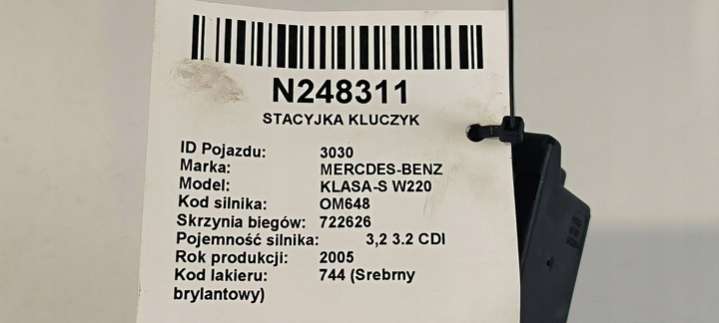 N248311
STACYJKA KLUCZYK
ID Pojazdu: 3030
Marka: MERCDES-BENZ
Model: KLASA-S W220
Kod silnika: OM648
Skrzynia biegów: 722626
Pojemność silnika: 3,2 3.2 CDI
Rok produkcji: 2005
Kod lakieru: 744 (Srebrny
brylantowy)